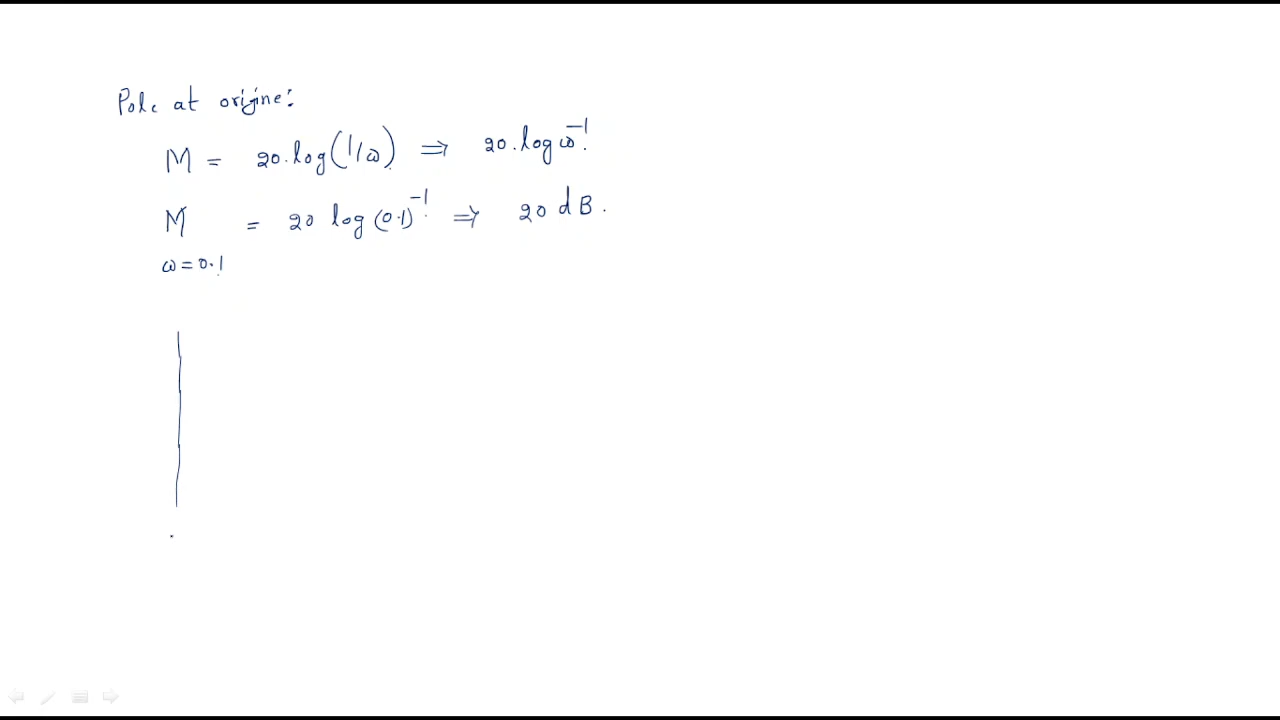 Pole at origine:
M = 20.log(1/ω) ⇒ 20.log ω⁻¹.
M = 20 log (0.1)⁻¹ ⇒ 20 dB.
ω = 0.1